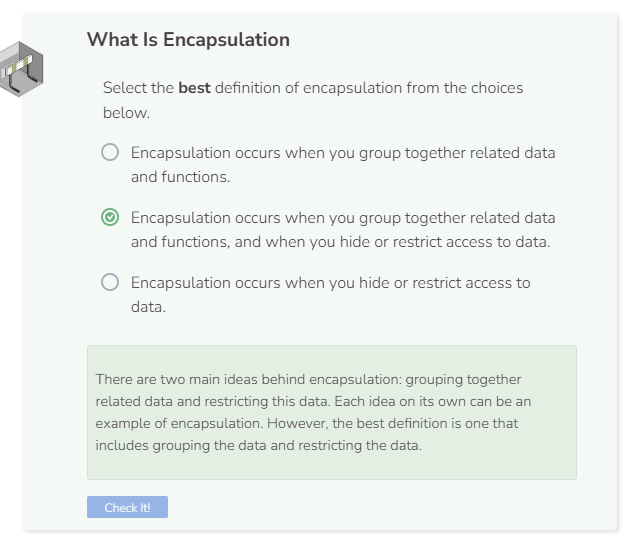 What Is Encapsulation
Select the best definition of encapsulation from the choices
below.
Encapsulation occurs when you group together related data
and functions.
Encapsulation occurs when you group together related data
and functions, and when you hide or restrict access to data.
Encapsulation occurs when you hide or restrict access to
data.
There are two main ideas behind encapsulation: grouping together
related data and restricting this data. Each idea on its own can be an
example of encapsulation. However, the best definition is one that
includes grouping the data and restricting the data.
Check It!